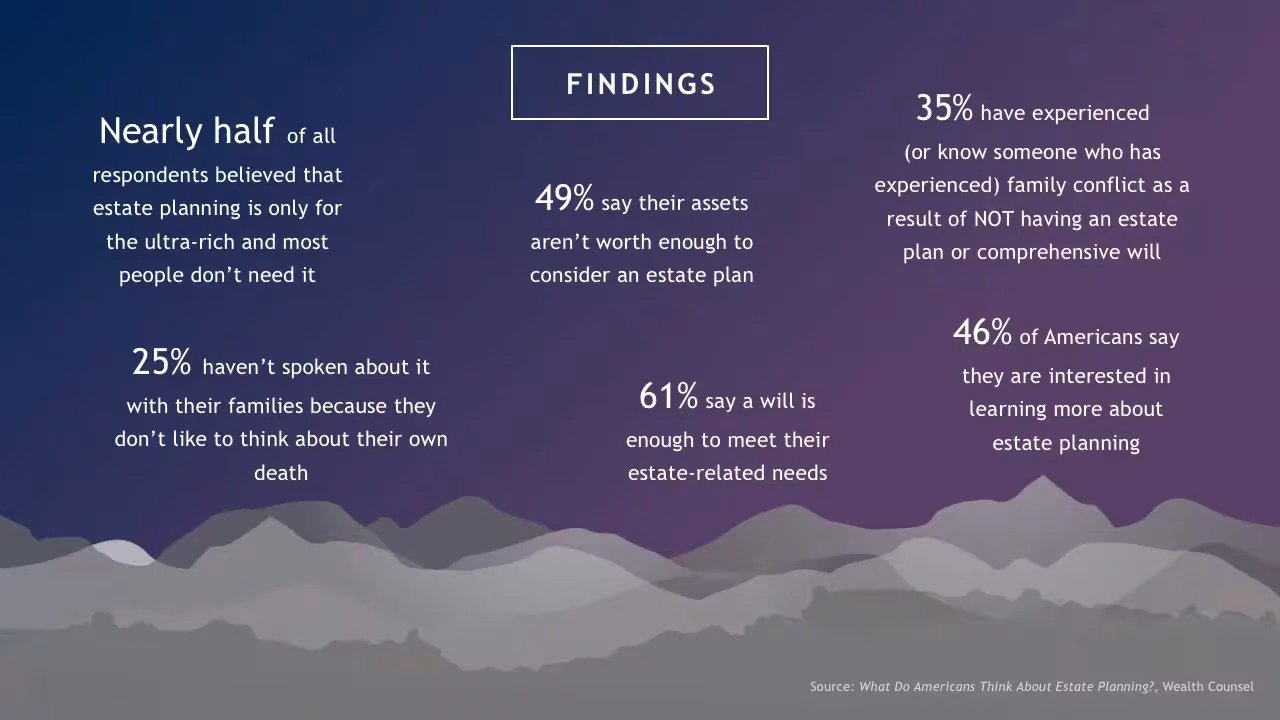 FINDINGS
Nearly half of all
respondents believed that
estate planning is only for
the ultra-rich and most
people don’t need it
49% say their assets
aren’t worth enough to
consider an estate plan
35% have experienced
(or know someone who has
experienced) family conflict as a
result of NOT having an estate
plan or comprehensive will
25% haven’t spoken about it
with their families because they
don’t like to think about their own
death
61% say a will is
enough to meet their
estate-related needs
46% of Americans say
they are interested in
learning more about
estate planning
Source: What Do Americans Think About Estate Planning?, Wealth Counsel